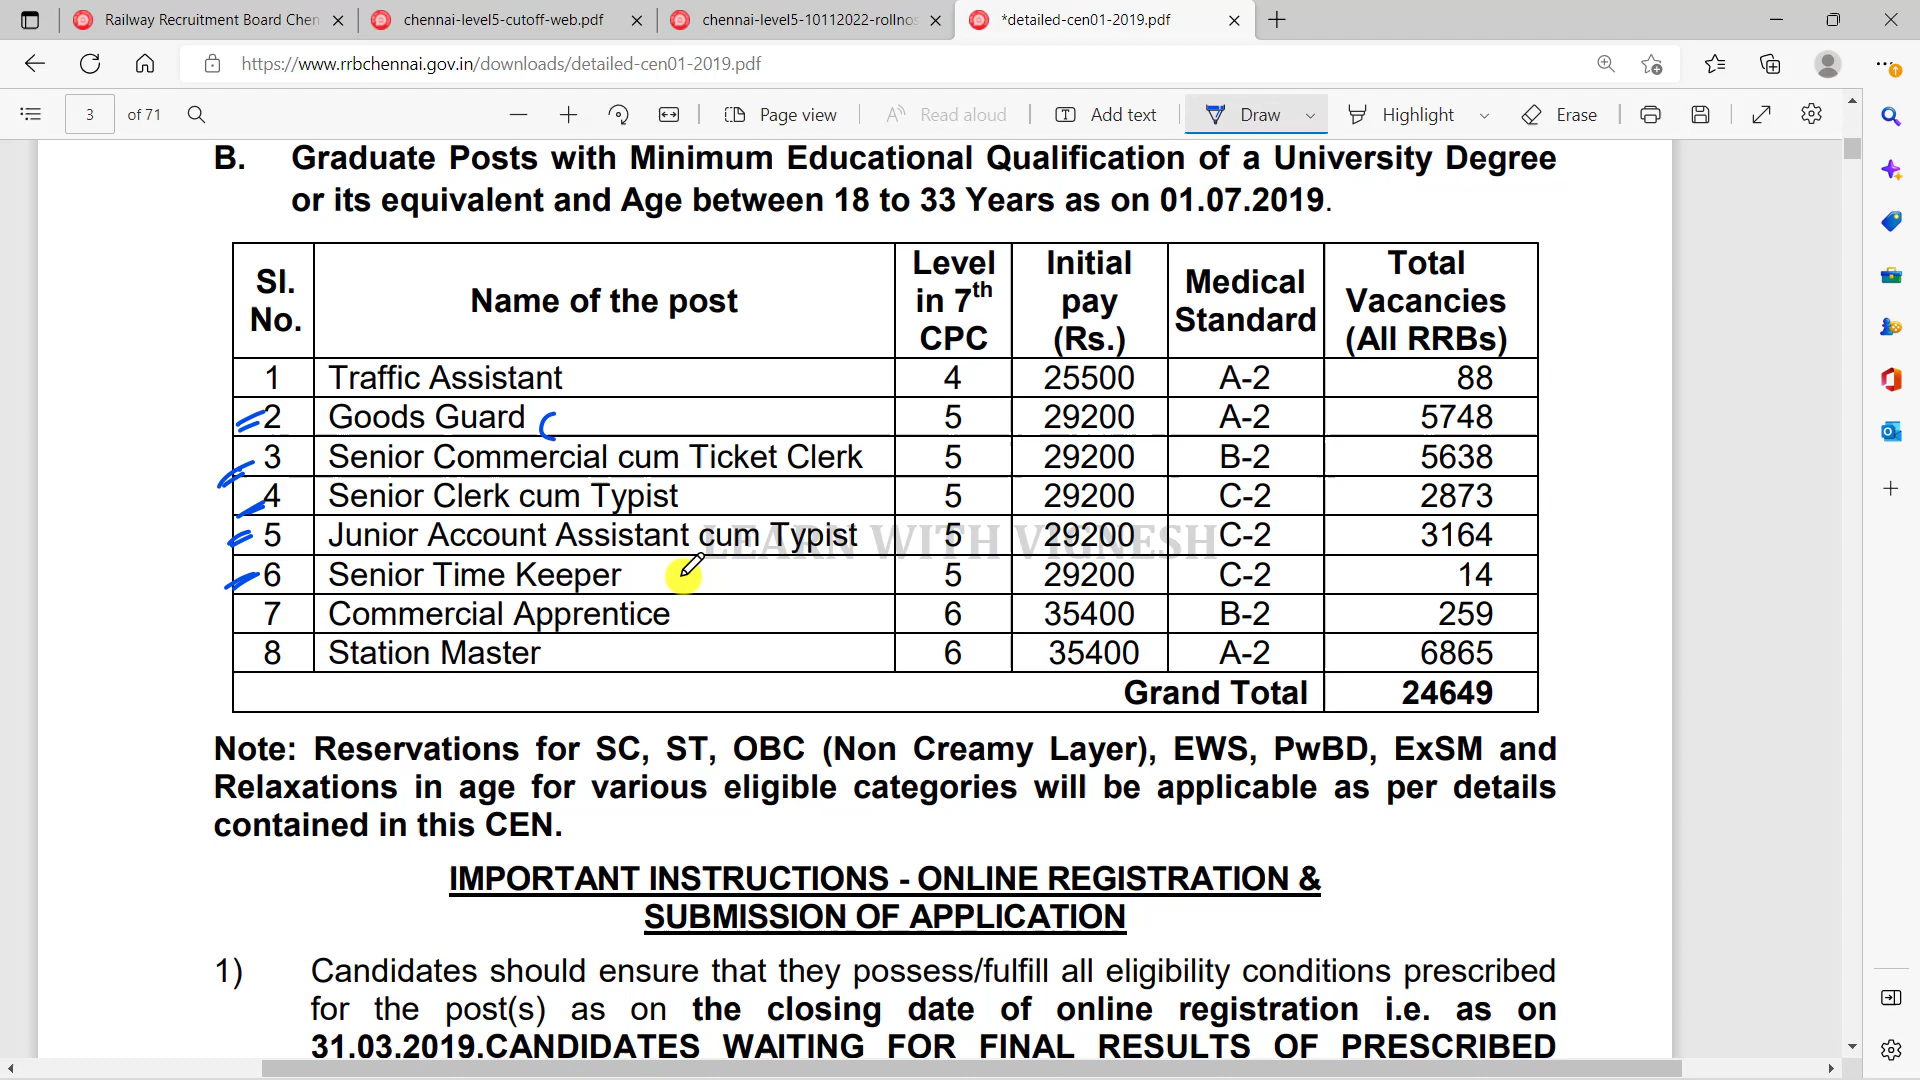 Railway Recruitment Board Chen
chennai-level5-cutoff-web.pdf
chennai-level5-10112022-rollnos
*detailed-cen01-2019.pdf
https://www.rrbchennai.gov.in/downloads/detailed-cen01-2019.pdf
3 of 71 Page view Read aloud Add text Draw Highlight Erase
B. Graduate Posts with Minimum Educational Qualification of a University Degree
or its equivalent and Age between 18 to 33 Years as on 01.07.2019.
Sl. No. Name of the post Level in 7th CPC Initial pay (Rs.) Medical Standard Total Vacancies (All RRBs)
1 Traffic Assistant 4 25500 A-2 88
2 Goods Guard 5 29200 A-2 5748
3 Senior Commercial cum Ticket Clerk 5 29200 B-2 5638
4 Senior Clerk cum Typist 5 29200 C-2 2873
5 Junior Account Assistant cum Typist 5 29200 C-2 3164
LEARN WITH VIGNESH
6 Senior Time Keeper 5 29200 C-2 14
7 Commercial Apprentice 6 35400 B-2 259
8 Station Master 6 35400 A-2 6865
Grand Total 24649
Note: Reservations for SC, ST, OBC (Non Creamy Layer), EWS, PwBD, ExSM and
Relaxations in age for various eligible categories will be applicable as per details
contained in this CEN.
IMPORTANT INSTRUCTIONS - ONLINE REGISTRATION &
SUBMISSION OF APPLICATION
1) Candidates should ensure that they possess/fulfill all eligibility conditions prescribed
for the post(s) as on the closing date of online registration i.e. as on
31.03.2019.CANDIDATES WAITING FOR FINAL RESULTS OF PRESCRIBED